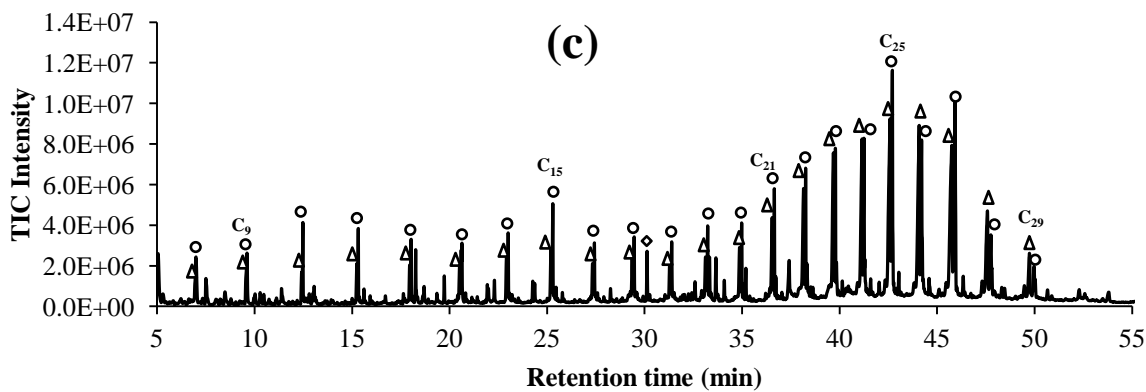 (c)
TIC Intensity
1.4E+07
1.2E+07
1.0E+07
8.0E+06
6.0E+06
4.0E+06
2.0E+06
0.0E+00
C₉
C₁₅
C₂₁
C₂₅
C₂₉
5 10 15 20 25 30 35 40 45 50 55
Retention time (min)